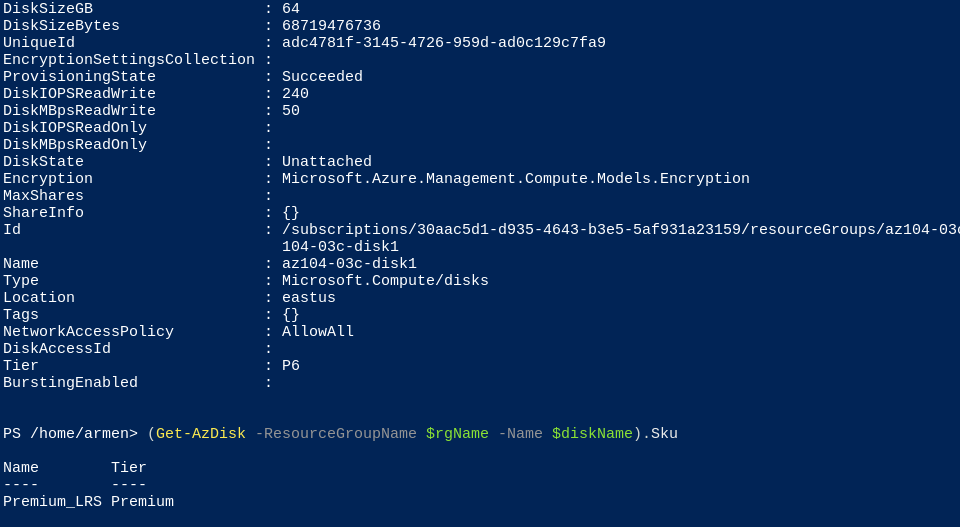 DiskSizeGB : 64
DiskSizeBytes : 68719476736
UniqueId : adc4781f-3145-4726-959d-ad0c129c7fa9
EncryptionSettingsCollection :
ProvisioningState : Succeeded
DiskIOPSReadWrite : 240
DiskMBpsReadWrite : 50
DiskIOPSReadOnly :
DiskMBpsReadOnly :
DiskState : Unattached
Encryption : Microsoft.Azure.Management.Compute.Models.Encryption
MaxShares :
ShareInfo : {}
Id : /subscriptions/30aac5d1-d935-4643-b3e5-5af931a23159/resourceGroups/az104-03c
104-03c-disk1
Name : az104-03c-disk1
Type : Microsoft.Compute/disks
Location : eastus
Tags : {}
NetworkAccessPolicy : AllowAll
DiskAccessId :
Tier : P6
BurstingEnabled :
PS /home/armen> (Get-AzDisk -ResourceGroupName $rgName -Name $diskName).Sku
Name Tier
---- ----
Premium_LRS Premium